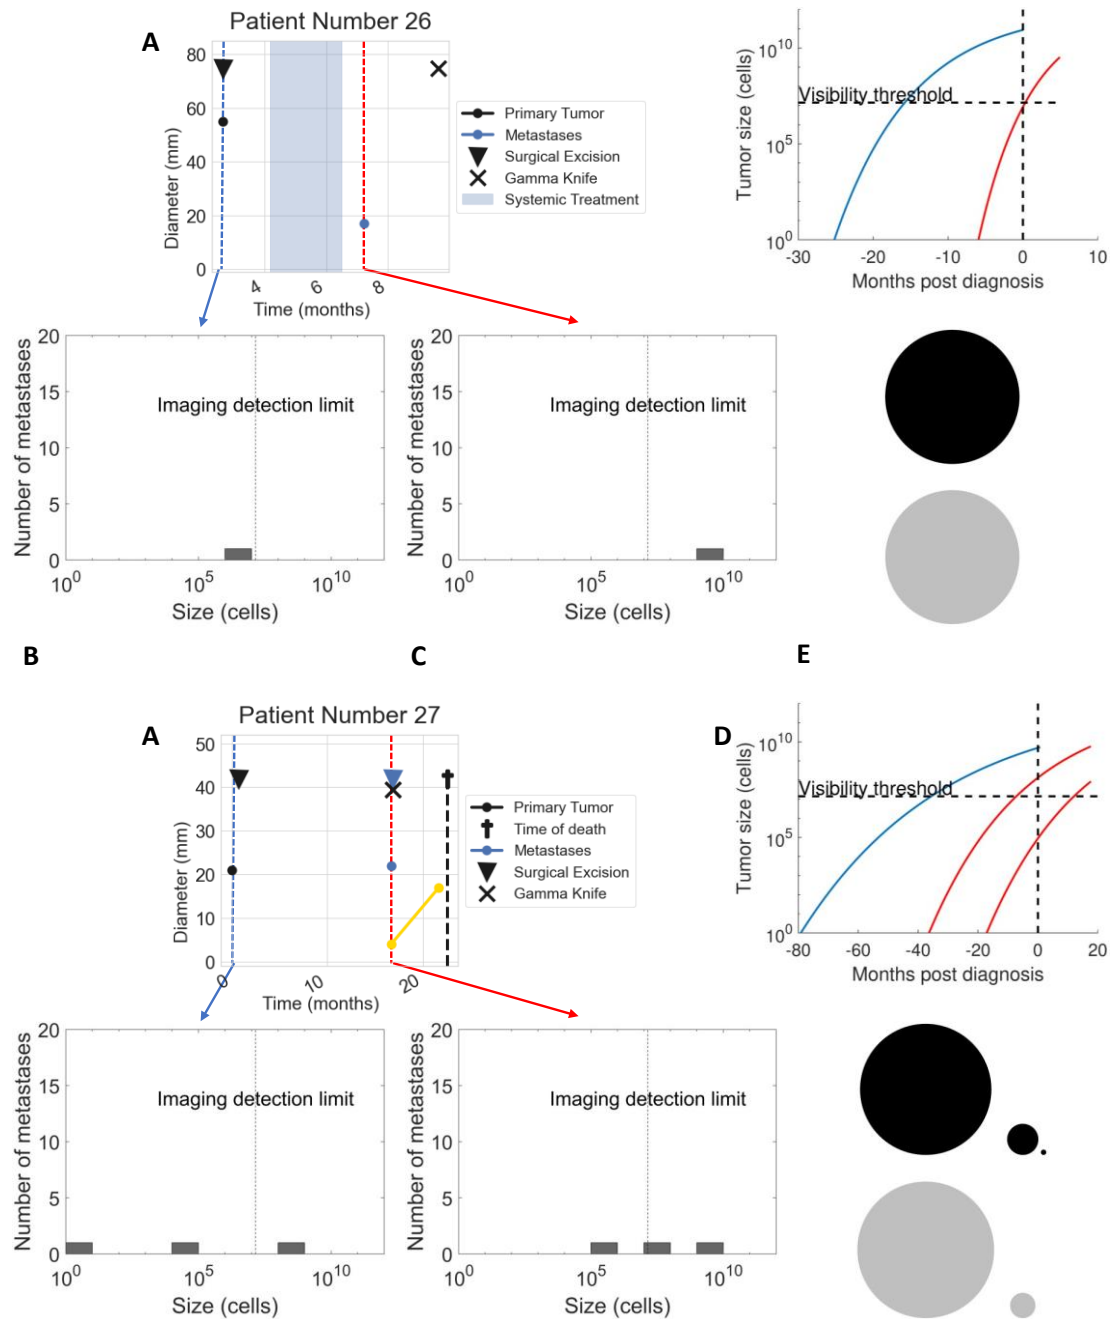 Patient Number 26
A
80
60
40
20
0
Diameter (mm)
4
6
8
Time (months)
Primary Tumor
Metastases
Surgical Excision
Gamma Knife
Systemic Treatment
10^10
10^5
10^0
Tumor size (cells)
Visibility threshold
-30
-20
-10
0
10
Months post diagnosis
20
15
10
5
0
Number of metastases
Imaging detection limit
10^0
10^5
10^10
Size (cells)
20
15
10
5
0
Number of metastases
Imaging detection limit
10^0
10^5
10^10
Size (cells)
B
C
E
Patient Number 27
A
50
40
30
20
10
0
Diameter (mm)
0
10
20
Time (months)
Primary Tumor
Time of death
Metastases
Surgical Excision
Gamma Knife
D
10^10
10^5
10^0
Tumor size (cells)
Visibility threshold
-80
-60
-40
-20
0
20
Months post diagnosis
20
15
10
5
0
Number of metastases
Imaging detection limit
10^0
10^5
10^10
Size (cells)
20
15
10
5
0
Number of metastases
Imaging detection limit
10^0
10^5
10^10
Size (cells)